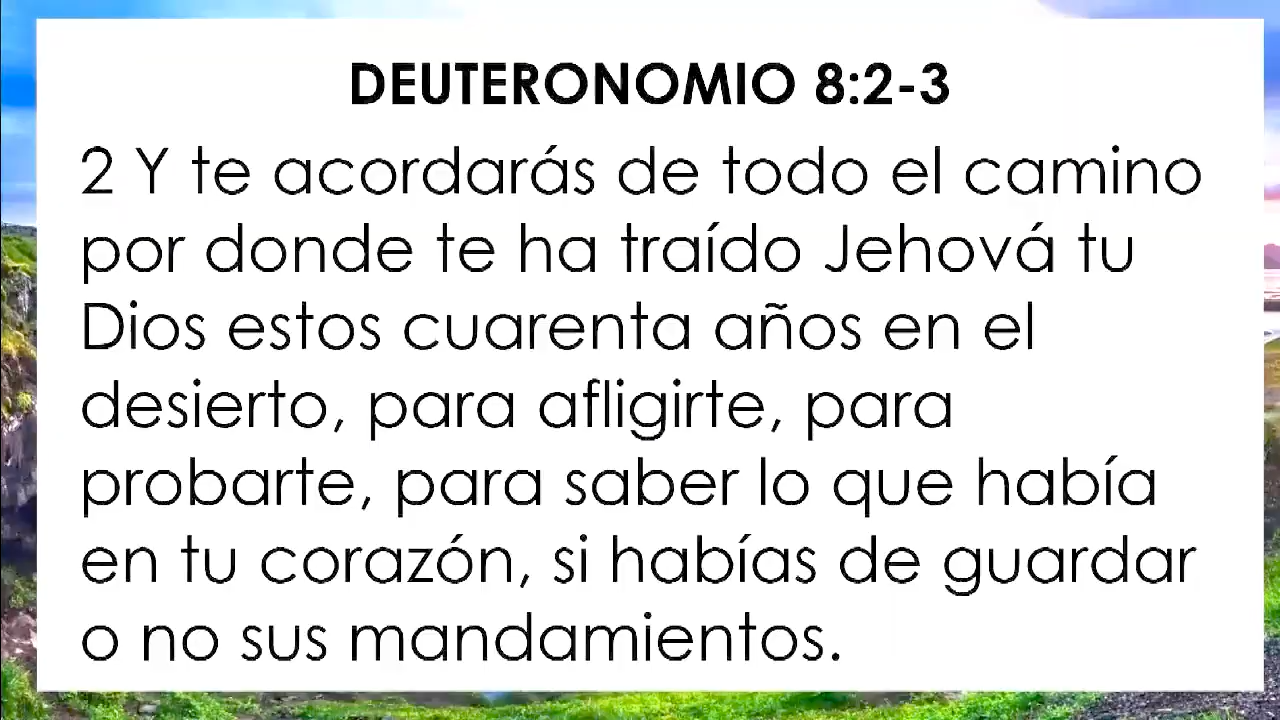 DEUTERONOMIO 8:2-3
2 Y te acordarás de todo el camino
por donde te ha traído Jehová tu
Dios estos cuarenta años en el
desierto, para afligirte, para
probarte, para saber lo que había
en tu corazón, si habías de guardar
o no sus mandamientos.